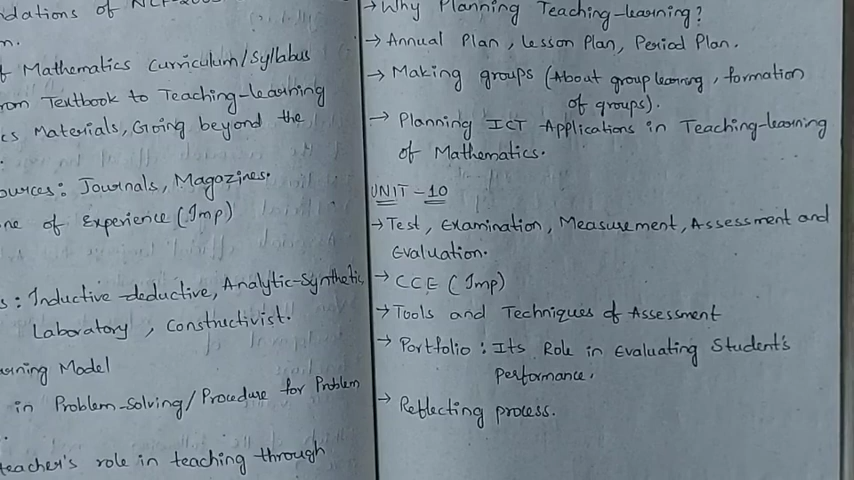 ndations of NCF-200
n.
f Mathematics curriculum/Syllabus
rom Textbook to Teaching-learning
cs Materials, Going beyond the
ources: Journals, Magazines.
ne of Experience (Imp)
s: Inductive-deductive, Analytic-Synthetic,
Laboratory, Constructivist.
rning Model
in Problem-Solving/Procedure for Problem
teacher's role in teaching through
→ Why Planning Teaching-learning?
→ Annual Plan, Lesson Plan, Period Plan.
→ Making groups (About group learning, formation
of groups).
→ Planning ICT Applications in Teaching-learning
of Mathematics.
UNIT-10
→ Test, Examination, Measurement, Assessment and
Evaluation.
→ CCE (Imp)
→ Tools and Techniques of Assessment
→ Portfolio: Its Role in Evaluating Student's
Performance.
→ Reflecting process.